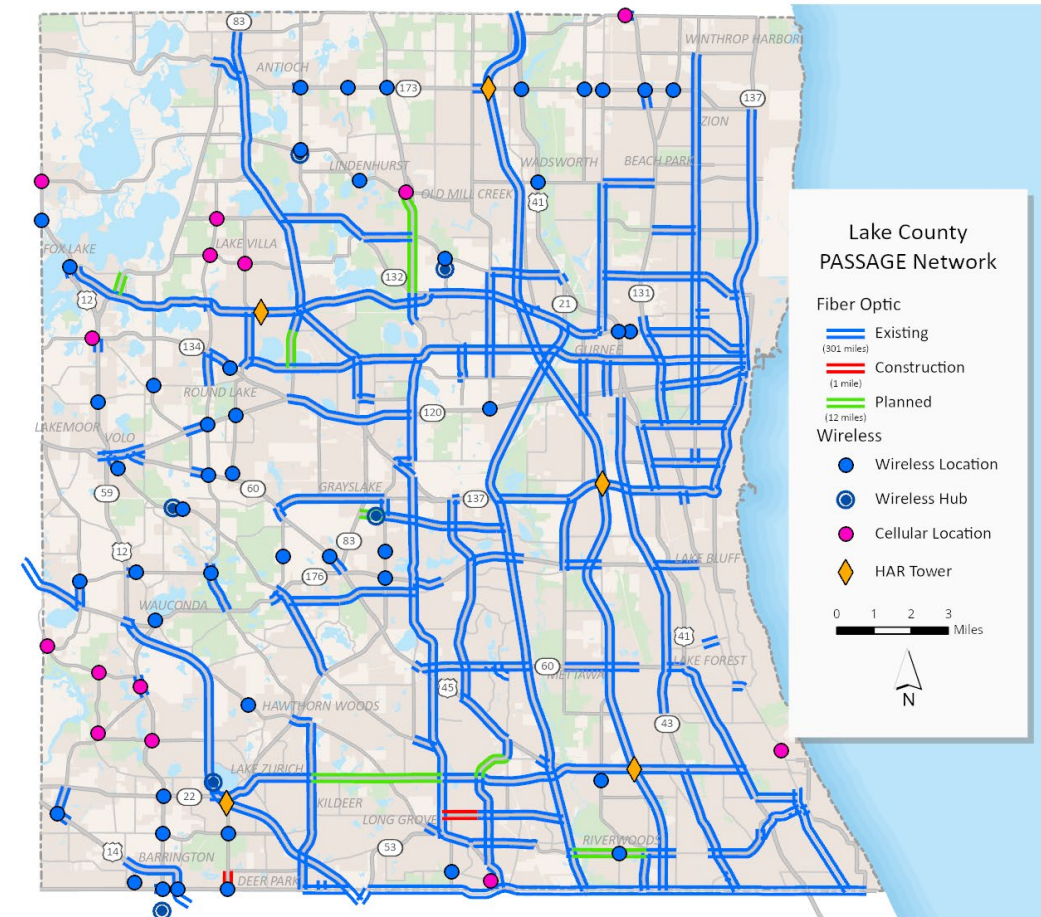 83
WINTHROP HARBOR
ANTIOCH
173
137
ZION
LINDENHURST
WADSWORTH
BEACH PARK
OLD MILL CREEK
41
FOX LAKE
LAKE VILLA
12
132
21
131
134
GURNEE
ROUND LAKE
120
LAKEMOOR
VOLO
59
60
GRAYSLAKE
137
83
12
176
LAKE BLUFF
WAUCONDA
41
60
LAKE FOREST
METTAWA
45
HAWTHORN WOODS
43
LAKE ZURICH
22
KILDEER
LONG GROVE
53
RIVERWOODS
14
BARRINGTON
DEER PARK
Lake County
PASSAGE Network
Fiber Optic
Existing
(301 miles)
Construction
(1 mile)
Planned
(12 miles)
Wireless
Wireless Location
Wireless Hub
Cellular Location
HAR Tower
0 1 2 3
Miles
N